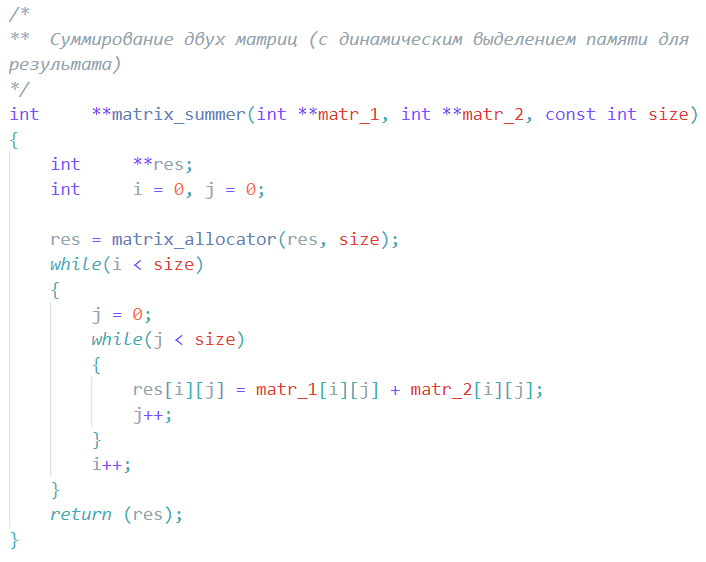 /*
**  Суммирование двух матриц (с динамическим выделением памяти для
результата)
*/
int     **matrix_summer(int **matr_1, int **matr_2, const int size)
{
    int     **res;
    int     i = 0, j = 0;

    res = matrix_allocator(res, size);
    while(i < size)
    {
        j = 0;
        while(j < size)
        {
            res[i][j] = matr_1[i][j] + matr_2[i][j];
            j++;
        }
        i++;
    }
    return (res);
}